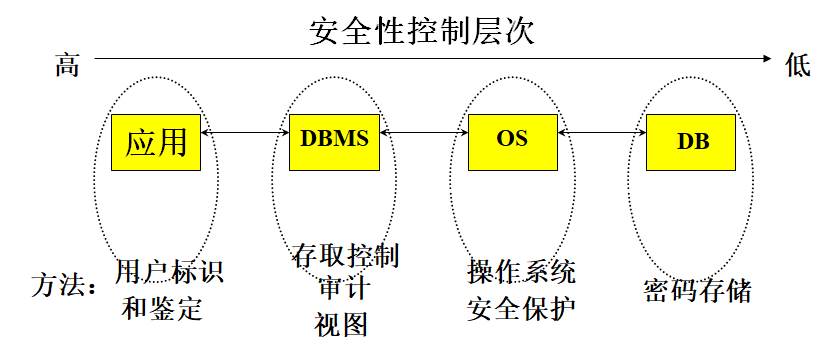 安全性控制层次
高
低
应用
DBMS
OS
DB
方法：
用户标识
和鉴定
存取控制
审计
视图
操作系统
安全保护
密码存储